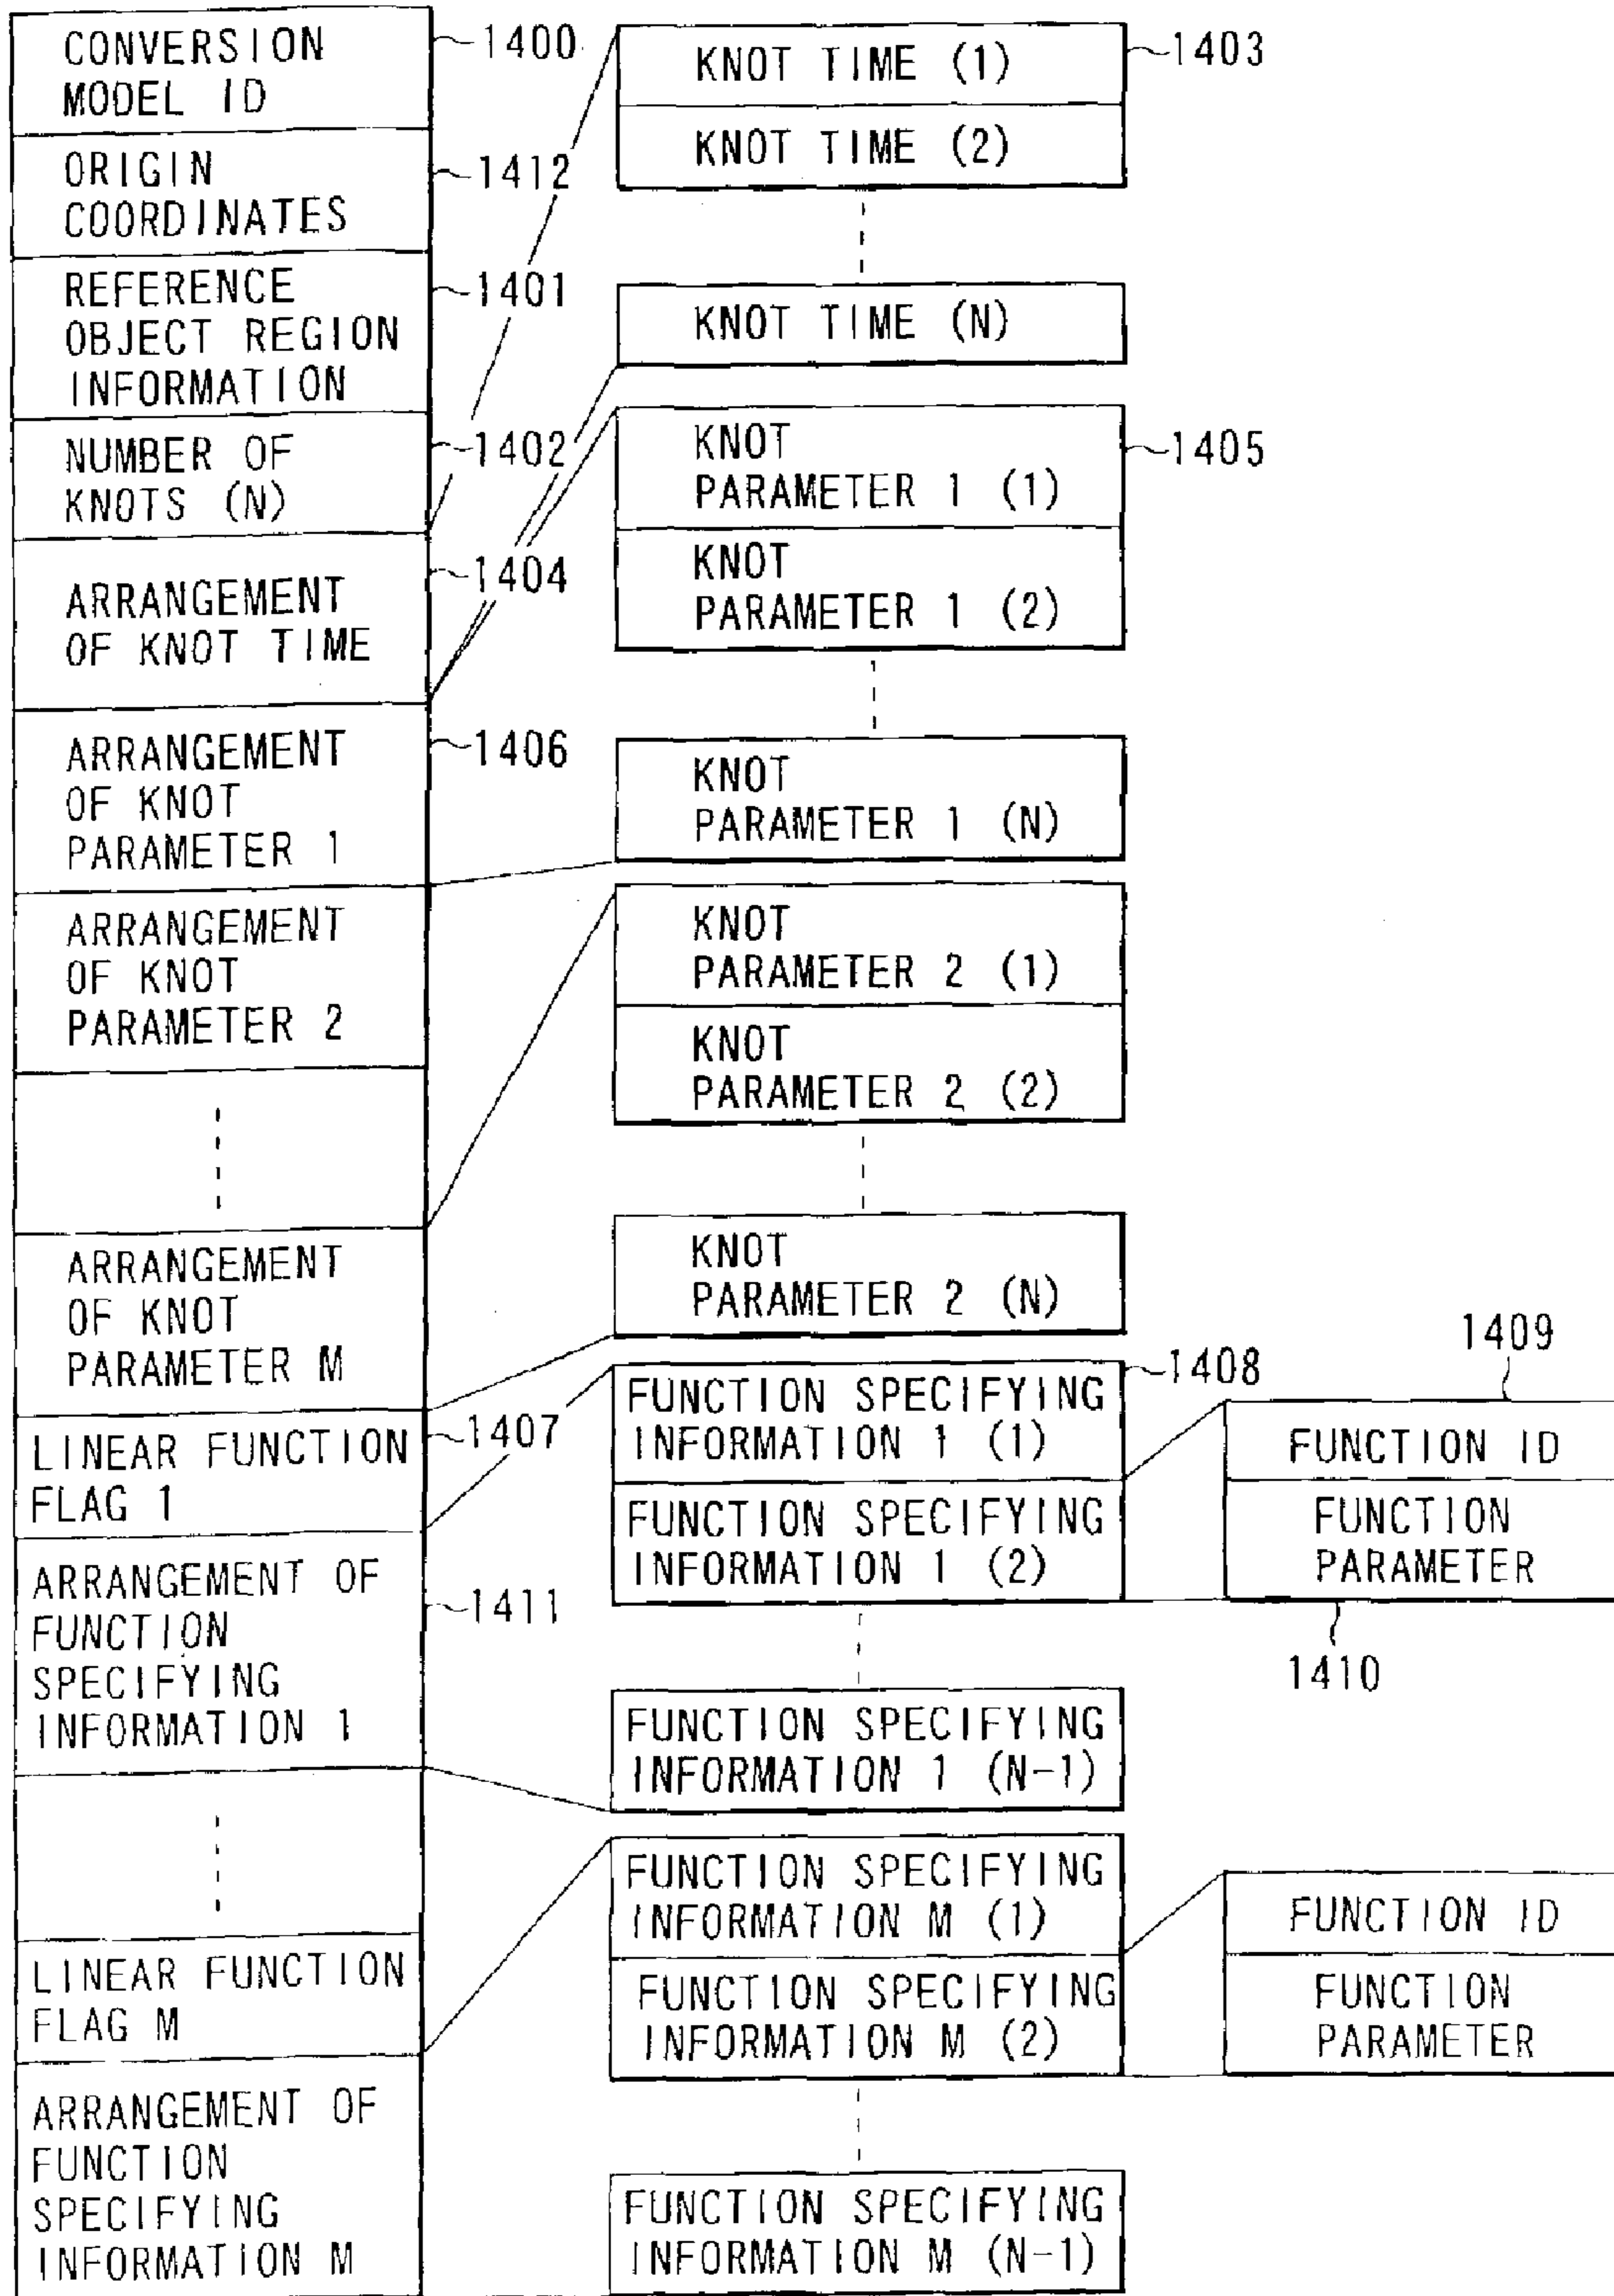 CONVERSION
MODEL ID
1400
ORIGIN
COORDINATES
1412
REFERENCE
OBJECT REGION
INFORMATION
1401
NUMBER OF
KNOTS (N)
1402
ARRANGEMENT
OF KNOT TIME
1404
ARRANGEMENT
OF KNOT
PARAMETER 1
1406
ARRANGEMENT
OF KNOT
PARAMETER 2
ARRANGEMENT
OF KNOT
PARAMETER M
LINEAR FUNCTION
FLAG 1
1407
ARRANGEMENT OF
FUNCTION
SPECIFYING
INFORMATION 1
1411
LINEAR FUNCTION
FLAG M
ARRANGEMENT OF
FUNCTION
SPECIFYING
INFORMATION M
KNOT TIME (1)
1403
KNOT TIME (2)
KNOT TIME (N)
KNOT
PARAMETER 1 (1)
1405
KNOT
PARAMETER 1 (2)
KNOT
PARAMETER 1 (N)
KNOT
PARAMETER 2 (1)
KNOT
PARAMETER 2 (2)
KNOT
PARAMETER 2 (N)
FUNCTION SPECIFYING
INFORMATION 1 (1)
1408
FUNCTION SPECIFYING
INFORMATION 1 (2)
FUNCTION SPECIFYING
INFORMATION 1 (N-1)
FUNCTION SPECIFYING
INFORMATION M (1)
FUNCTION SPECIFYING
INFORMATION M (2)
FUNCTION SPECIFYING
INFORMATION M (N-1)
1409
FUNCTION ID
FUNCTION
PARAMETER
1410
FUNCTION ID
FUNCTION
PARAMETER